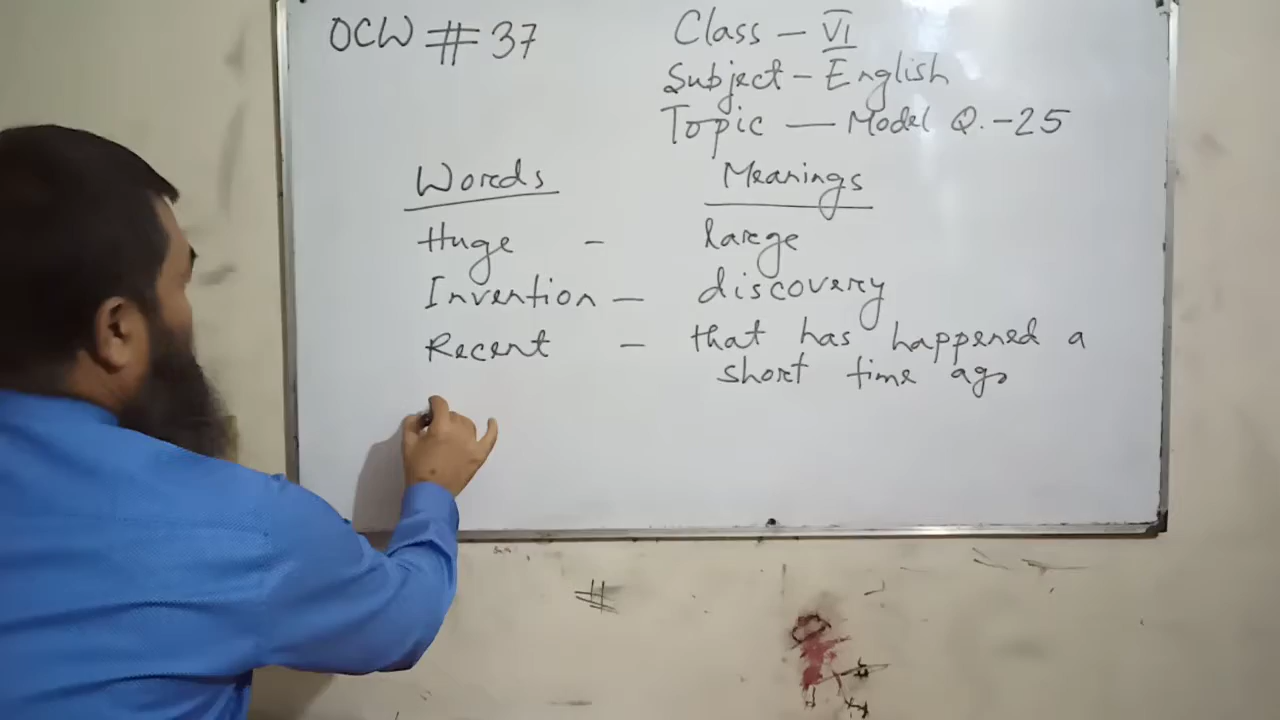 OCW # 37
Class - VI
Subject - English
Topic - Model Q. - 25
Words Meanings
Huge - large
Invention - discovery
Recent - that has happened a
short time ago
#